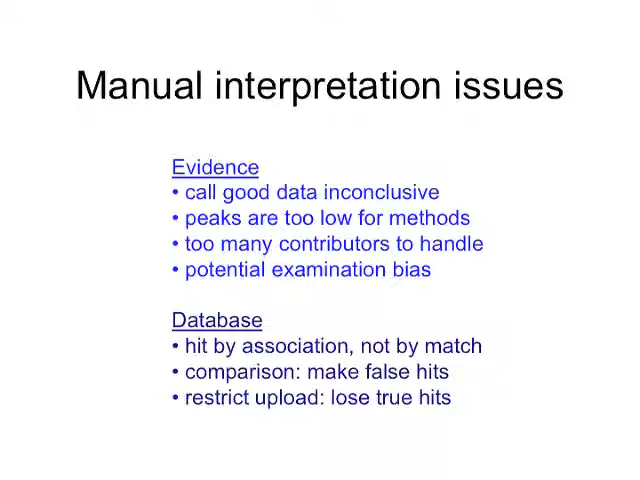 Manual interpretation issues
Evidence
• call good data inconclusive
• peaks are too low for methods
• too many contributors to handle
• potential examination bias
Database
• hit by association, not by match
• comparison: make false hits
• restrict upload: lose true hits